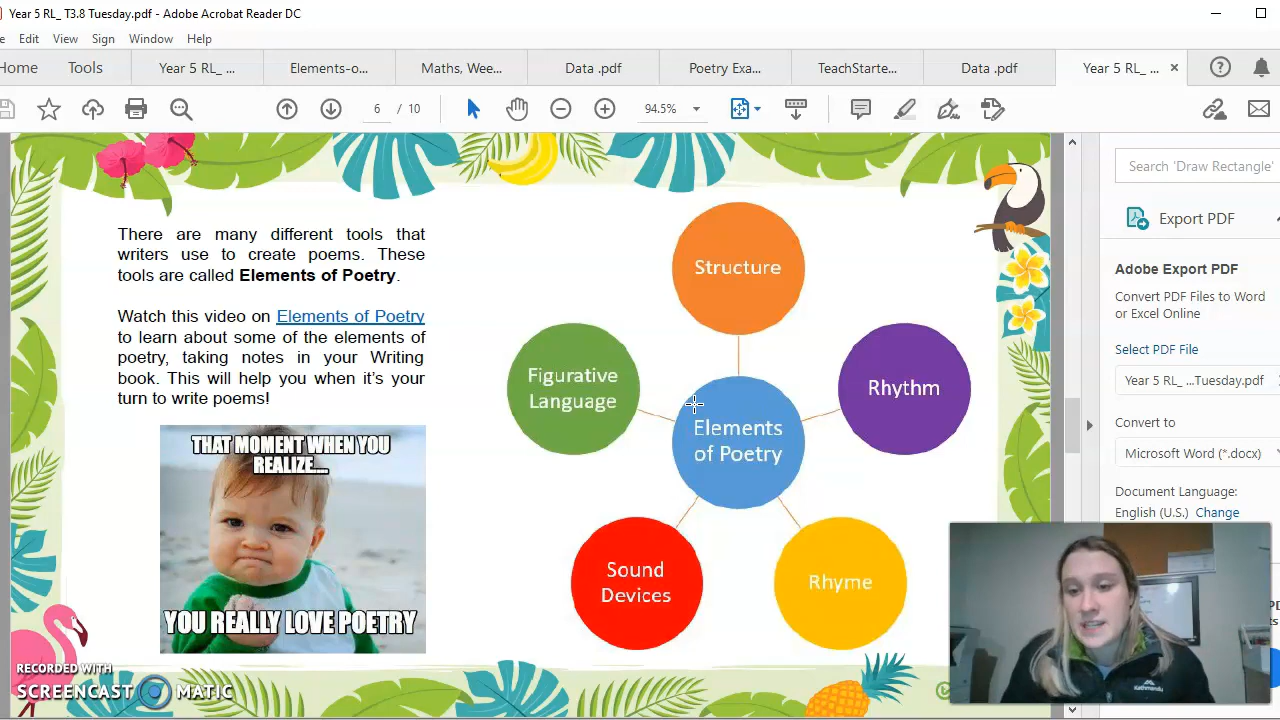 Year 5 RL_ T3.8 Tuesday.pdf - Adobe Acrobat Reader DC
Edit View Sign Window Help
Home Tools Year 5 RL_ ... Elements-o... Maths, Wee... Data .pdf Poetry Exa... TeachStarte... Data .pdf Year 5 RL_ ...
6 / 10 94.5%
There are many different tools that
writers use to create poems. These
tools are called Elements of Poetry.
Watch this video on Elements of Poetry
to learn about some of the elements of
poetry, taking notes in your Writing
book. This will help you when it's your
turn to write poems!
THAT MOMENT WHEN YOU
REALIZE...
YOU REALLY LOVE POETRY
Structure
Figurative
Language
Rhythm
Elements
of Poetry
Sound
Devices
Rhyme
Search 'Draw Rectangle'
Export PDF
Adobe Export PDF
Convert PDF Files to Word
or Excel Online
Select PDF File
Year 5 RL_ ...Tuesday.pdf
Convert to
Microsoft Word (*.docx)
Document Language:
English (U.S.) Change
Kathmandu
RECORDED WITH
SCREENCAST MATIC